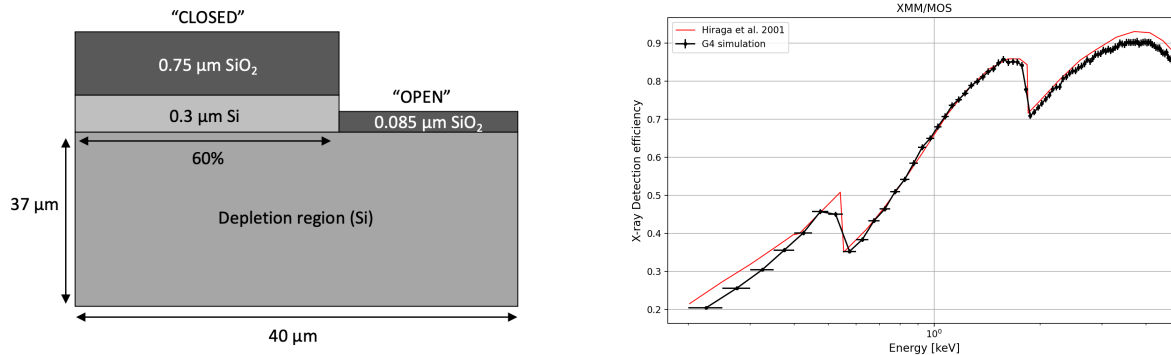 “CLOSED”
0.75 µm SiO₂
“OPEN”
0.3 µm Si
0.085 µm SiO₂
60%
37 µm
Depletion region (Si)
40 µm
XMM/MOS
Hiraga et al. 2001
G4 simulation
X-ray Detection efficiency
0.9
0.8
0.7
0.6
0.5
0.4
0.3
0.2
10⁰
Energy [keV]